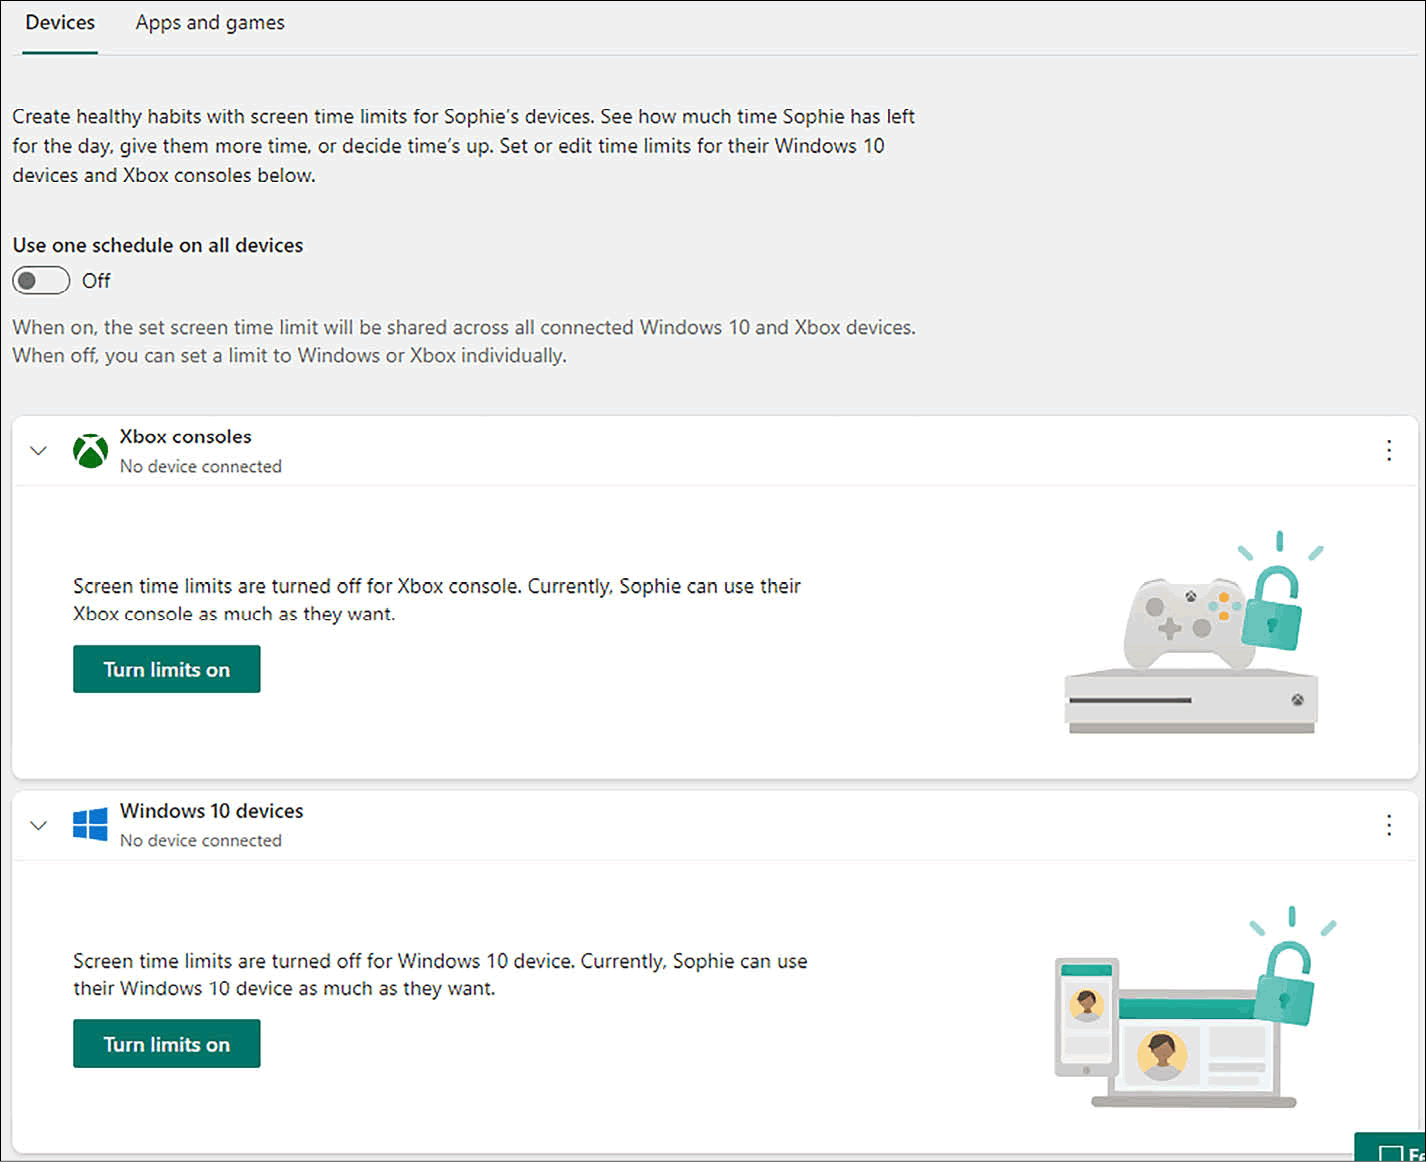 Devices
Apps and games
Create healthy habits with screen time limits for Sophie's devices. See how much time Sophie has left
for the day, give them more time, or decide time's up. Set or edit time limits for their Windows 10
devices and Xbox consoles below.
Use one schedule on all devices
Off
When on, the set screen time limit will be shared across all connected Windows 10 and Xbox devices.
When off, you can set a limit to Windows or Xbox individually.
Xbox consoles
No device connected
Screen time limits are turned off for Xbox console. Currently, Sophie can use their
Xbox console as much as they want.
Turn limits on
Windows 10 devices
No device connected
Screen time limits are turned off for Windows 10 device. Currently, Sophie can use
their Windows 10 device as much as they want.
Turn limits on